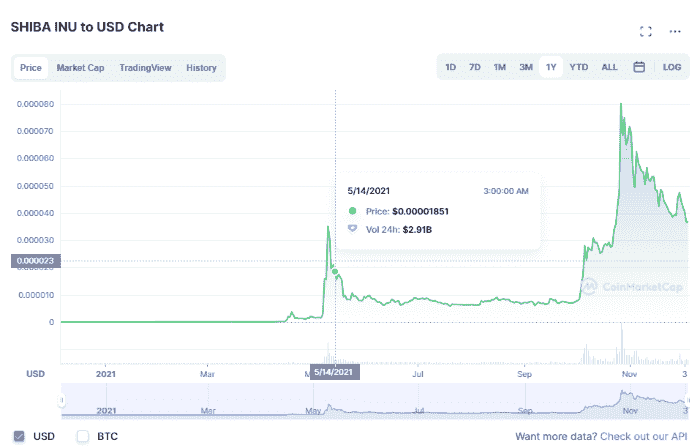 SHIBA INU to USD Chart
Price Market Cap TradingView History
1D 7D 1M 3M 1Y YTD ALL LOG
0.000080
0.000070
0.000060
0.000050
0.000040
0.000030
0.000023
0.000010
0
5/14/2021 3:00:00 AM
Price: $0.00001851
Vol 24h: $2.91B
CoinMarketCap
USD 2021 Mar 5/14/2021 Jul Sep Nov 3
2021 Mar May Jul Sep Nov 3
USD BTC
Want more data? Check out our API